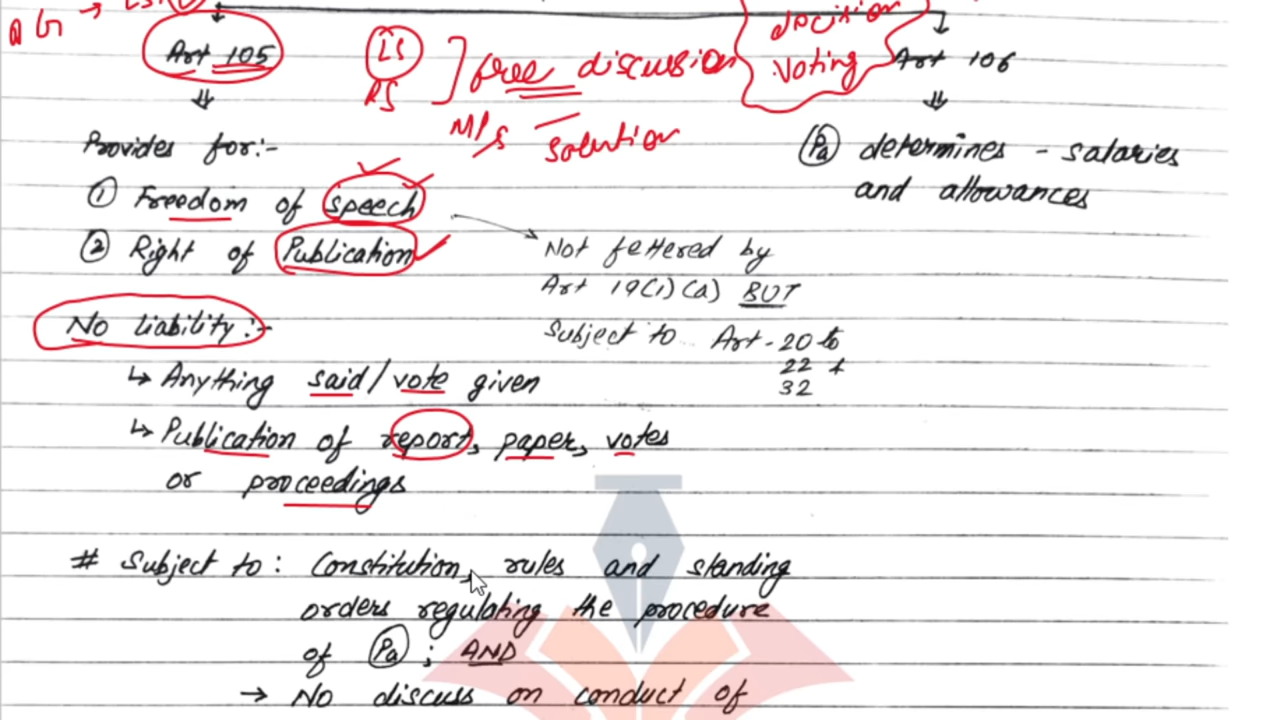 Art 105
LS
RS
free discussion
M/s solution
decision
voting
Art 106
Provides for:-
① Freedom of speech
② Right of Publication
Pa determines - salaries
and allowances
Not fettered by
Art 19(1)(a) BUT
Subject to Art - 20 to
22 +
32
No liability :-
↳ Anything said/vote given
↳ Publication of report, paper, votes
or proceedings
# Subject to : Constitution, rules and standing
orders regulating the procedure
of Pa ; AND
→ No discuss on conduct of